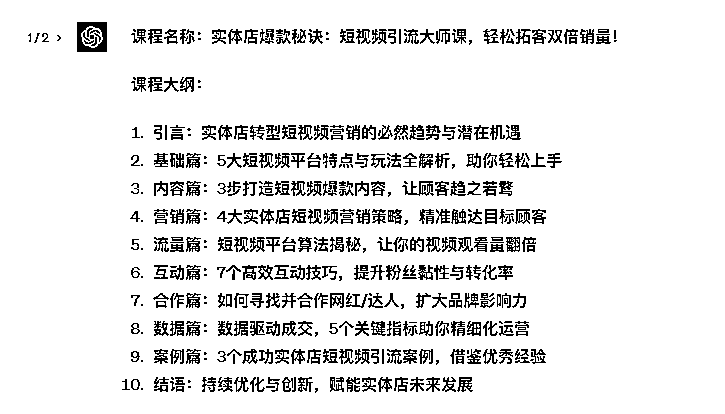 1/2 >
课程名称：实体店爆款秘诀：短视频引流大师课，轻松拓客双倍销量！
课程大纲：
1. 引言：实体店转型短视频营销的必然趋势与潜在机遇
2. 基础篇：5大短视频平台特点与玩法全解析，助你轻松上手
3. 内容篇：3步打造短视频爆款内容，让顾客趋之若鹜
4. 营销篇：4大实体店短视频营销策略，精准触达目标顾客
5. 流量篇：短视频平台算法揭秘，让你的视频观看量翻倍
6. 互动篇：7个高效互动技巧，提升粉丝黏性与转化率
7. 合作篇：如何寻找并合作网红/达人，扩大品牌影响力
8. 数据篇：数据驱动成交，5个关键指标助你精细化运营
9. 案例篇：3个成功实体店短视频引流案例，借鉴优秀经验
10. 结语：持续优化与创新，赋能实体店未来发展